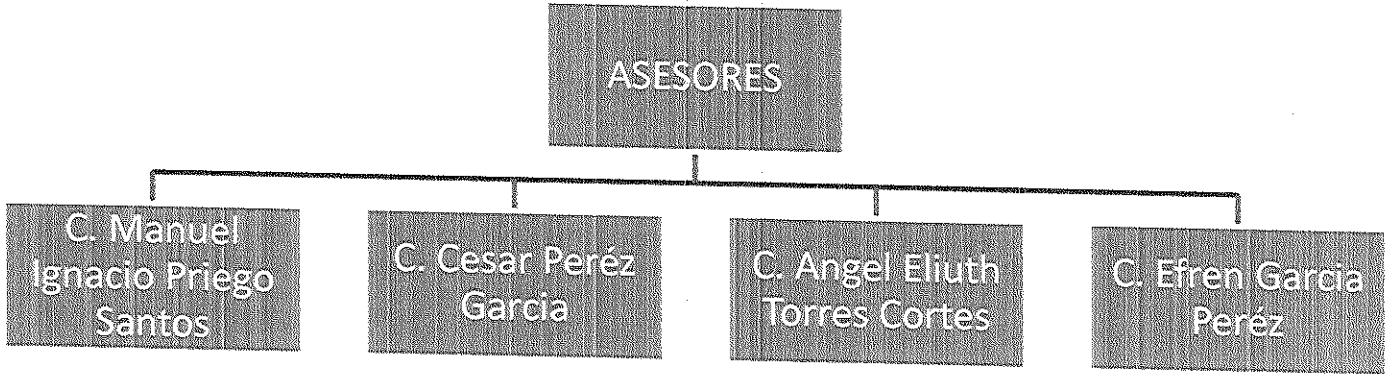 ASESORES
C. Manuel
Ignacio Priego
Santos
C. Cesar Peréz
Garcia
C. Angel Eliuth
Torres Cortes
C. Efren Garcia
Peréz